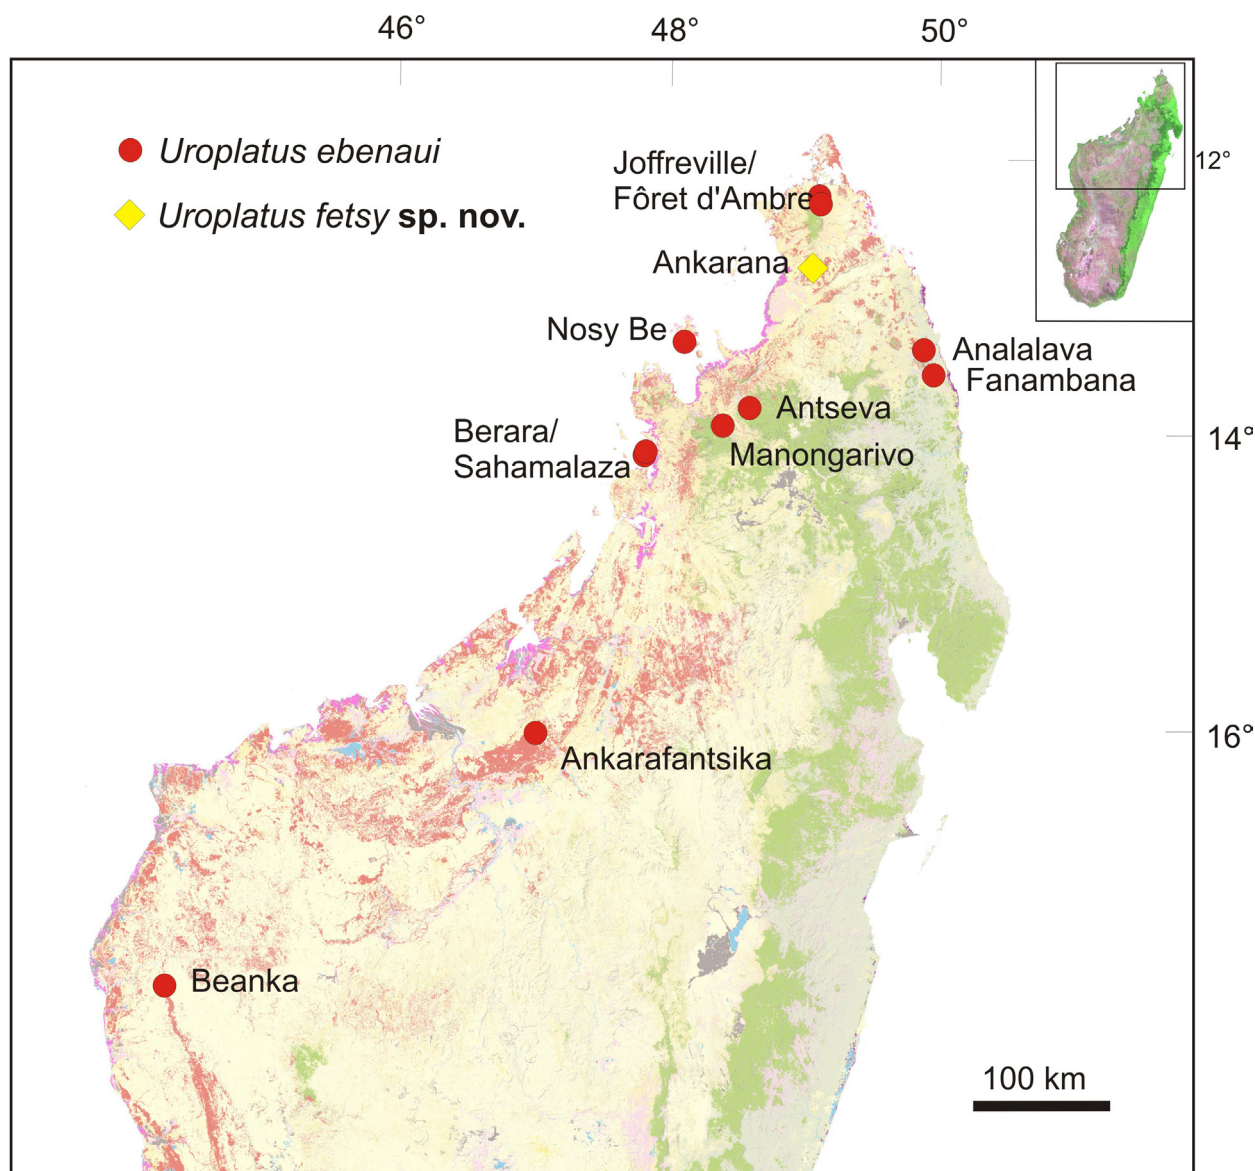 46° 48° 50°
Uroplatus ebenaui
Uroplatus fetsy sp. nov.
Joffreville/
Fôret d'Ambre
12°
Ankarana
Nosy Be
Analalava
Fanambana
Antseva
Berara/
Sahamalaza
Manongarivo
14°
16°
Ankarafantsika
Beanka
100 km